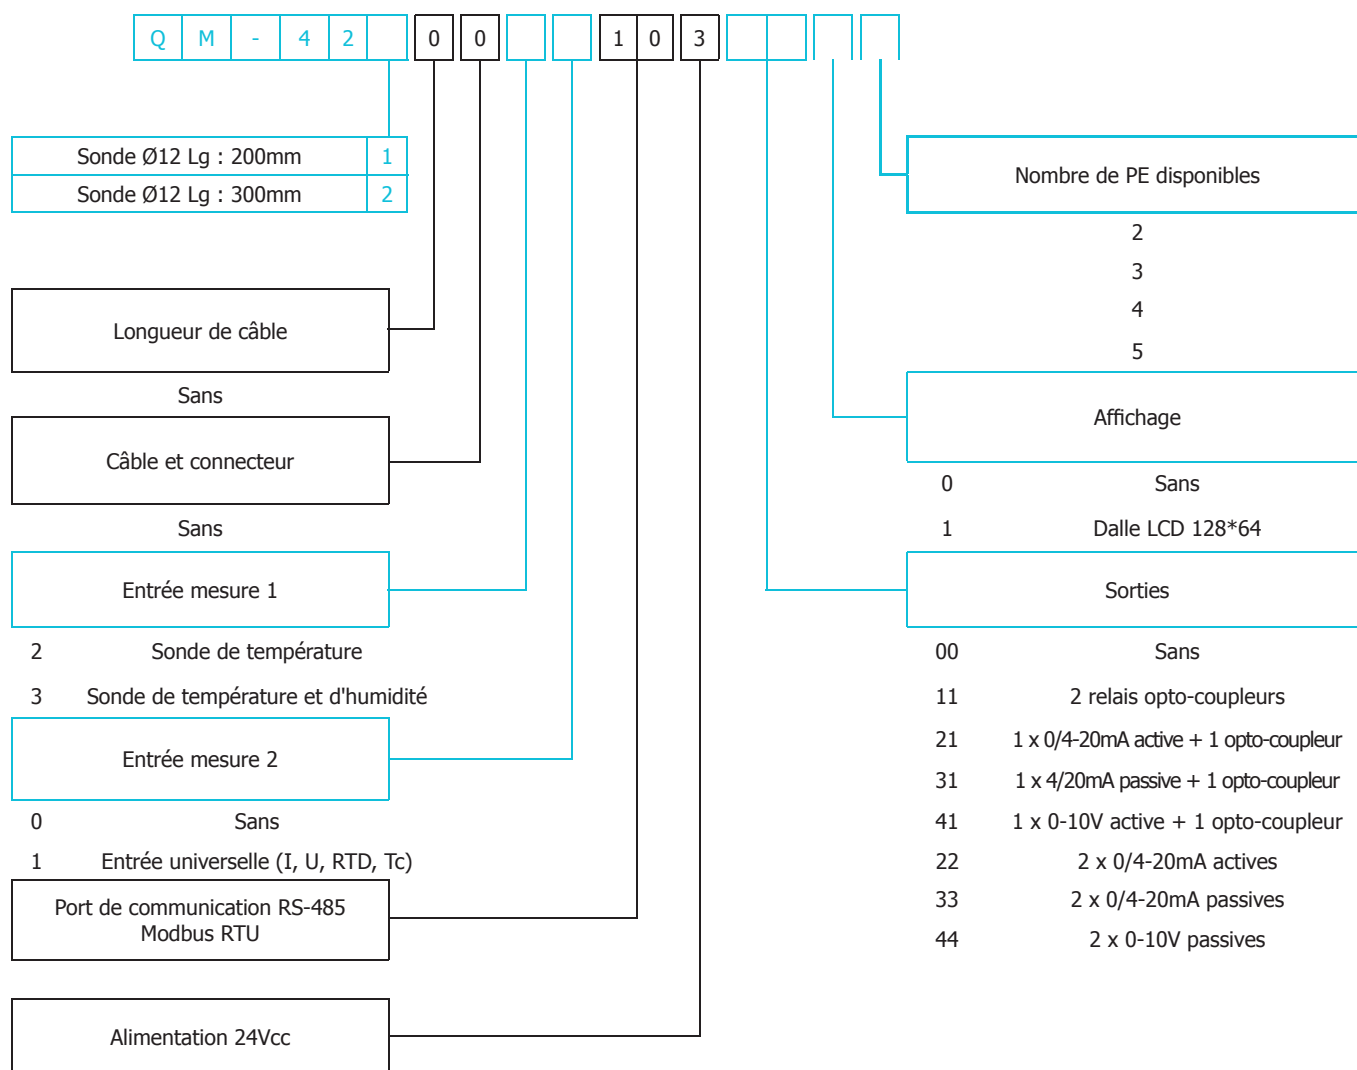 Q M - 4 2 0 0 1 0 3
Sonde Ø12 Lg : 200mm 1
Sonde Ø12 Lg : 300mm 2
Longueur de câble
Sans
Câble et connecteur
Sans
Entrée mesure 1
2 Sonde de température
3 Sonde de température et d'humidité
Entrée mesure 2
0 Sans
1 Entrée universelle (I, U, RTD, Tc)
Port de communication RS-485
Modbus RTU
Alimentation 24Vcc
Nombre de PE disponibles
2
3
4
5
Affichage
0 Sans
1 Dalle LCD 128*64
Sorties
00 Sans
11 2 relais opto-coupleurs
21 1 x 0/4-20mA active + 1 opto-coupleur
31 1 x 4/20mA passive + 1 opto-coupleur
41 1 x 0-10V active + 1 opto-coupleur
22 2 x 0/4-20mA actives
33 2 x 0/4-20mA passives
44 2 x 0-10V passives